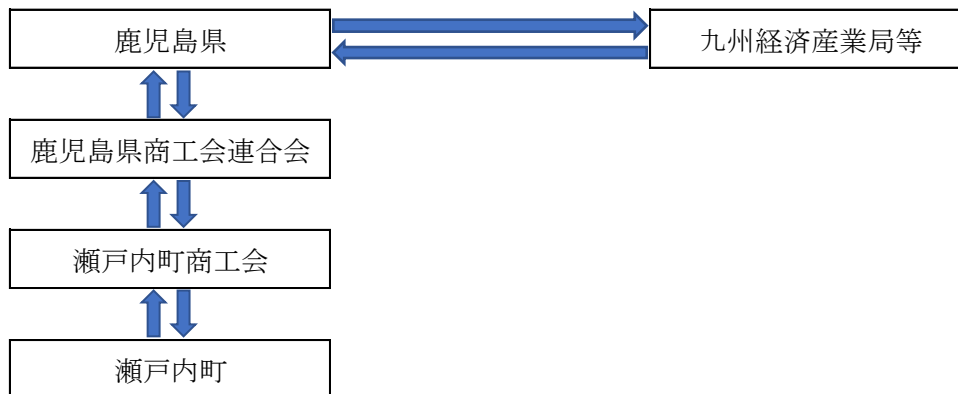 鹿児島県
九州経済産業局等
鹿児島県商工会連合会
瀬戸内町商工会
瀬戸内町